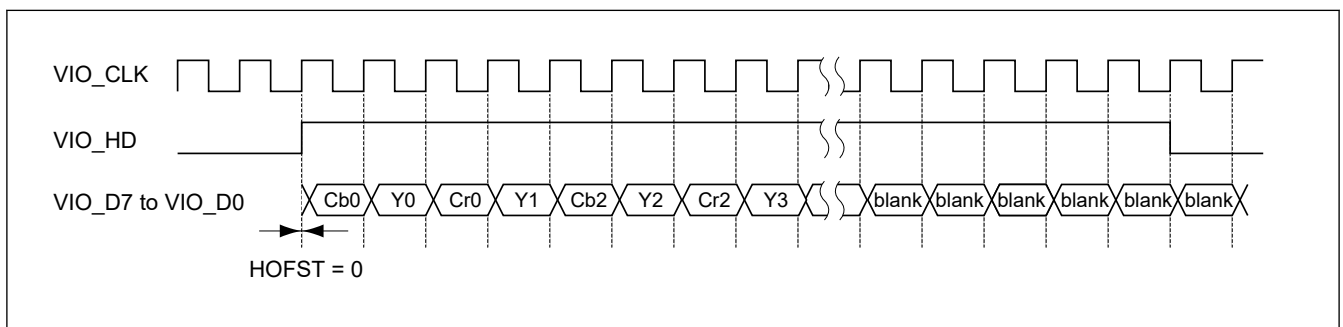 VIO_CLK
VIO_HD
VIO_D7 to VIO_D0 Cb0 Y0 Cr0 Y1 Cb2 Y2 Cr2 Y3 blank blank blank blank blank blank
HOFST = 0